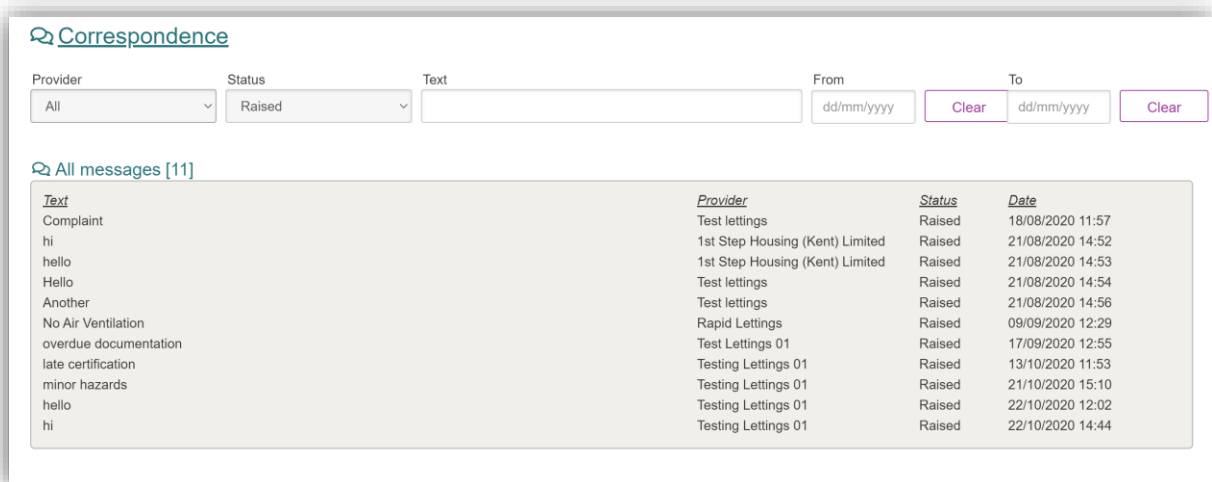 Correspondence
Provider Status Text From To
All Raised dd/mm/yyyy Clear dd/mm/yyyy Clear
All messages [11]
Text Provider Status Date
Complaint Test lettings Raised 18/08/2020 11:57
hi 1st Step Housing (Kent) Limited Raised 21/08/2020 14:52
hello 1st Step Housing (Kent) Limited Raised 21/08/2020 14:53
Hello Test lettings Raised 21/08/2020 14:54
Another Test lettings Raised 21/08/2020 14:56
No Air Ventilation Rapid Lettings Raised 09/09/2020 12:29
overdue documentation Test Lettings 01 Raised 17/09/2020 12:55
late certification Testing Lettings 01 Raised 13/10/2020 11:53
minor hazards Testing Lettings 01 Raised 21/10/2020 15:10
hello Testing Lettings 01 Raised 22/10/2020 12:02
hi Testing Lettings 01 Raised 22/10/2020 14:44